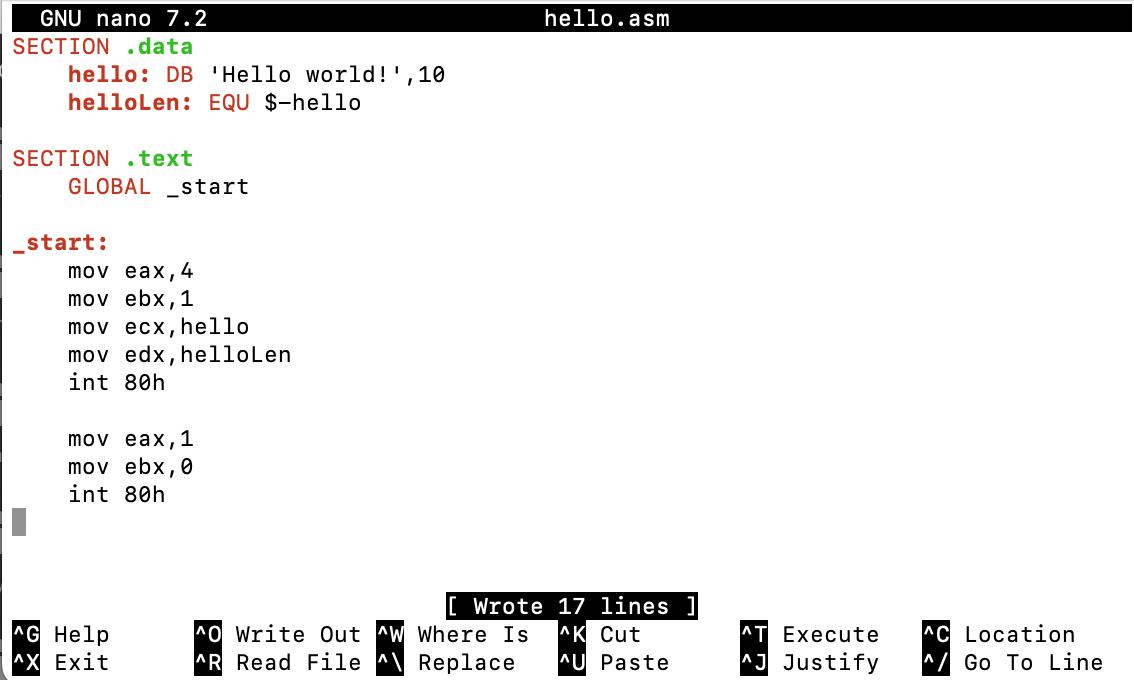 GNU nano 7.2 hello.asm
SECTION .data
    hello: DB 'Hello world!',10
    helloLen: EQU $-hello

SECTION .text
    GLOBAL _start

_start:
    mov eax,4
    mov ebx,1
    mov ecx,hello
    mov edx,helloLen
    int 80h

    mov eax,1
    mov ebx,0
    int 80h

[ Wrote 17 lines ]
^G Help ^O Write Out ^W Where Is ^K Cut ^T Execute ^C Location
^X Exit ^R Read File ^\ Replace ^U Paste ^J Justify ^/ Go To Line